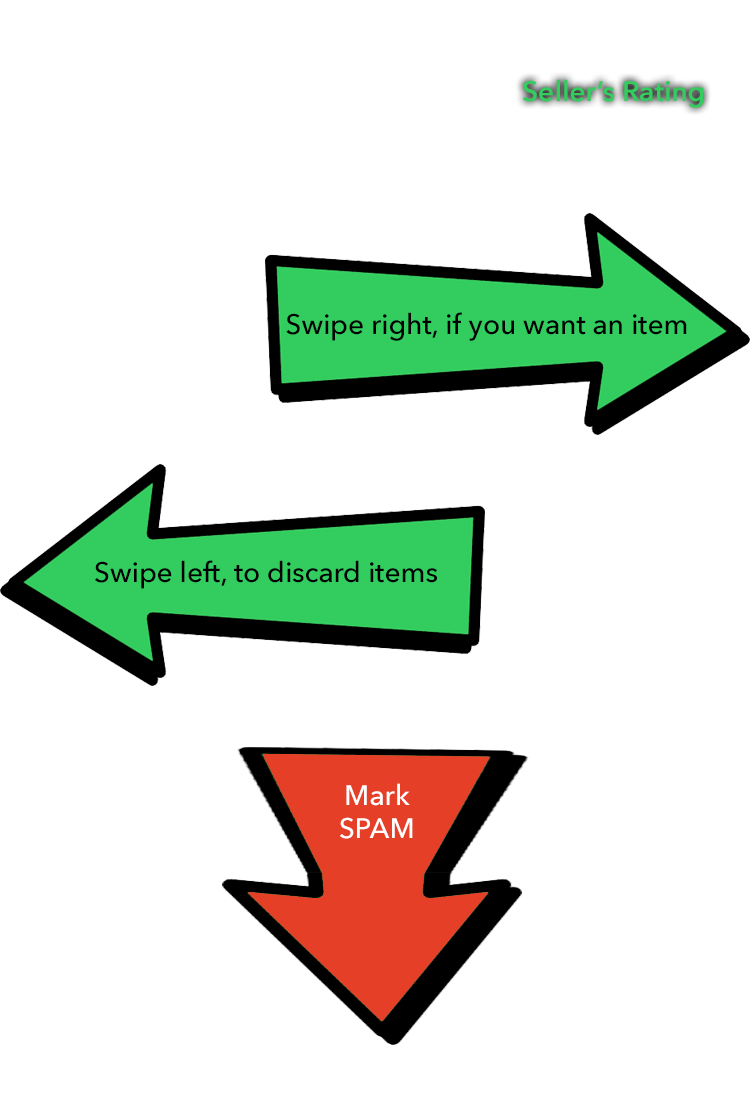 Seller's Rating
Swipe right, if you want an item
Swipe left, to discard items
Mark
SPAM